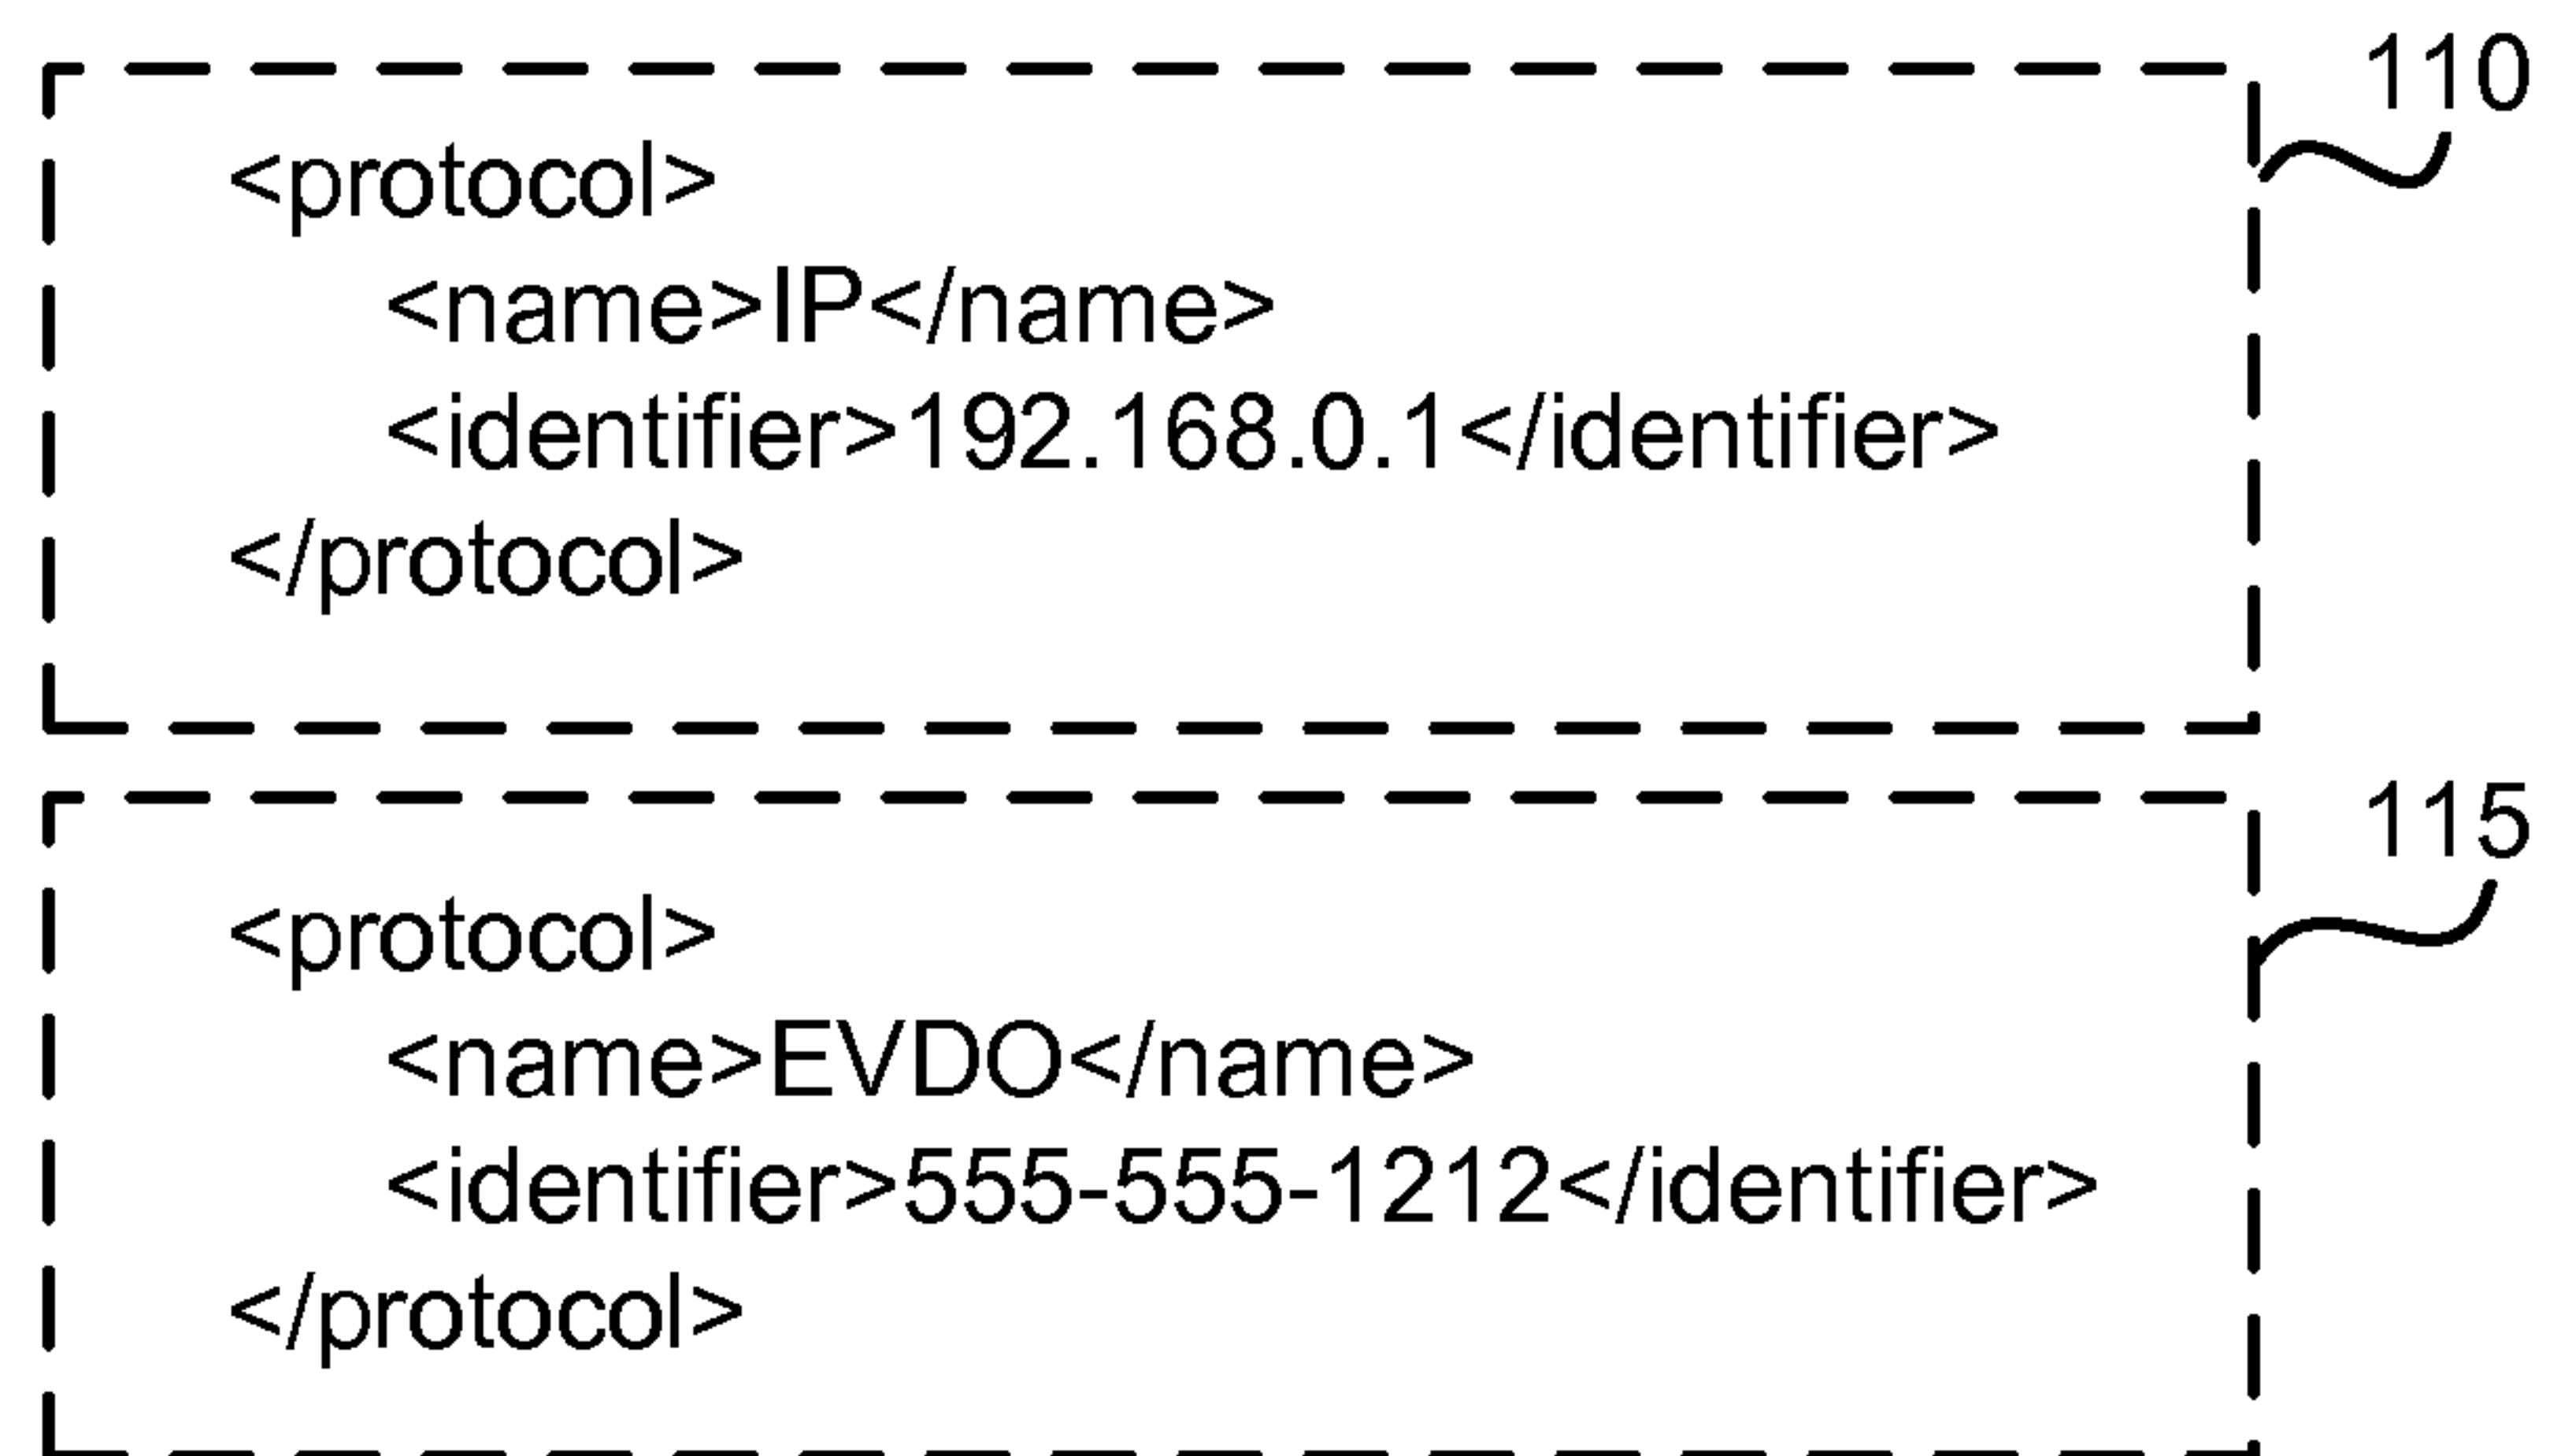 110
<protocol>
<name>IP</name>
<identifier>192.168.0.1</identifier>
</protocol>
115
<protocol>
<name>EVDO</name>
<identifier>555-555-1212</identifier>
</protocol>